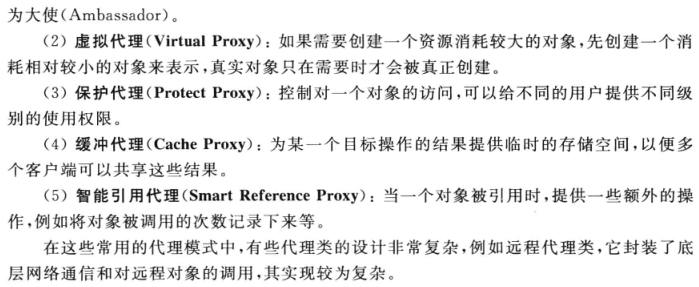 为大使(Ambassador)。
(2) 虚拟代理(Virtual Proxy): 如果需要创建一个资源消耗较大的对象,先创建一个消
耗相对较小的对象来表示,真实对象只在需要时才会被真正创建。
(3) 保护代理(Protect Proxy): 控制对一个对象的访问,可以给不同的用户提供不同级
别的使用权限。
(4) 缓冲代理(Cache Proxy): 为某一个目标操作的结果提供临时的存储空间,以便多
个客户端可以共享这些结果。
(5) 智能引用代理(Smart Reference Proxy): 当一个对象被引用时,提供一些额外的操
作,例如将对象被调用的次数记录下来等。
在这些常用的代理模式中,有些代理类的设计非常复杂,例如远程代理类,它封装了底
层网络通信和对远程对象的调用,其实现较为复杂。